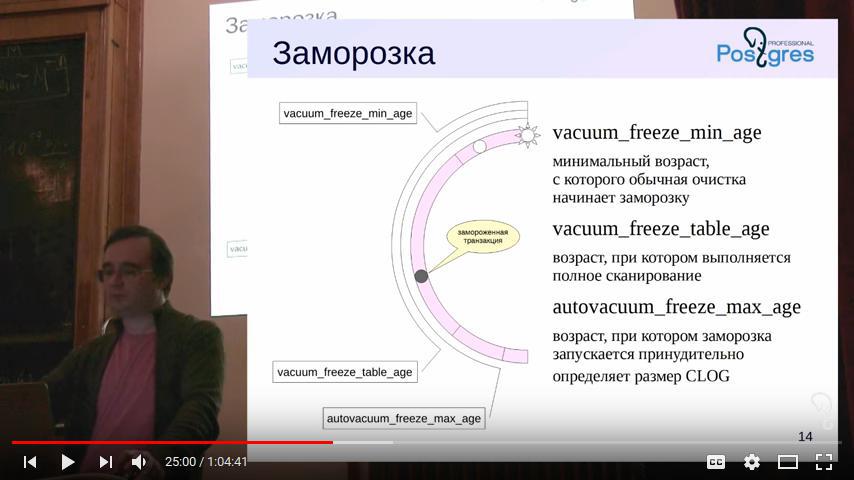 Заморозка
Заморозка
PROFESSIONAL
Postgres
vacuum_freeze_min_age
замороженная
транзакция
vacuum_freeze_table_age
autovacuum_freeze_max_age
vacuum_freeze_min_age
минимальный возраст,
с которого обычная очистка
начинает заморозку
vacuum_freeze_table_age
возраст, при котором выполняется
полное сканирование
autovacuum_freeze_max_age
возраст, при котором заморозка
запускается принудительно
определяет размер CLOG
14
25:00 / 1:04:41
CC